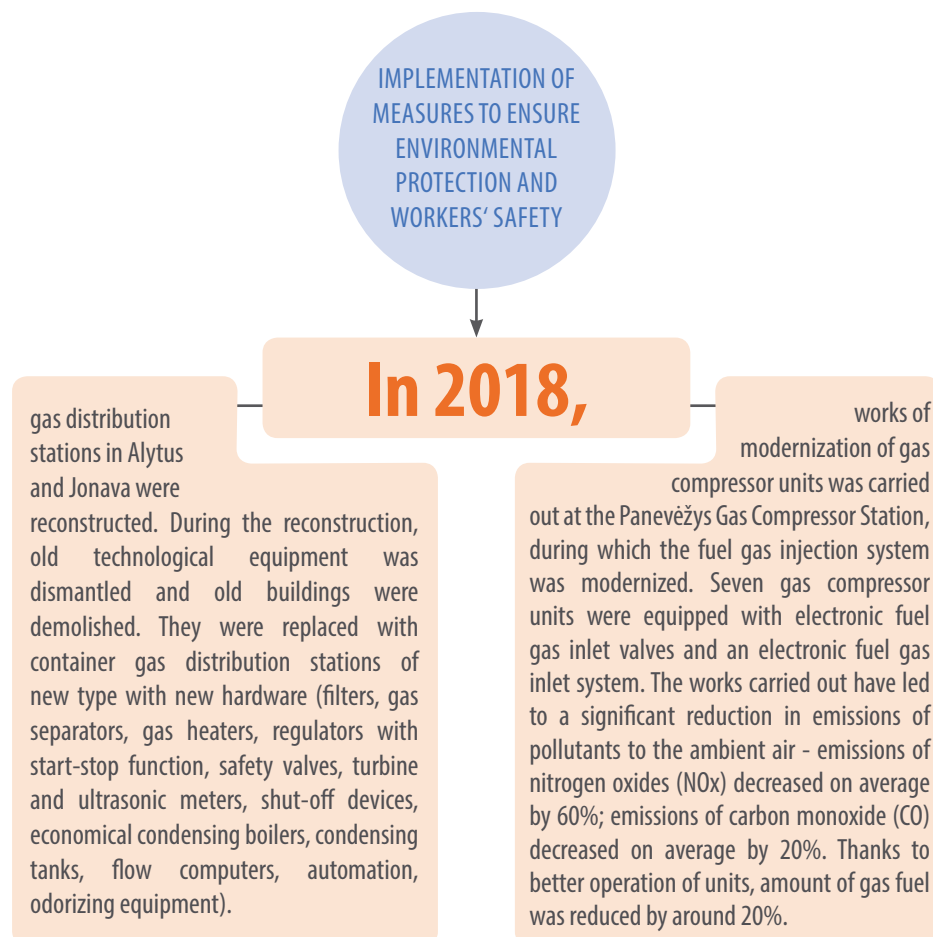 IMPLEMENTATION OF
MEASURES TO ENSURE
ENVIRONMENTAL
PROTECTION AND
WORKERS‘ SAFETY
In 2018,
gas distribution
stations in Alytus
and Jonava were
reconstructed. During the reconstruction,
old technological equipment was
dismantled and old buildings were
demolished. They were replaced with
container gas distribution stations of
new type with new hardware (filters, gas
separators, gas heaters, regulators with
start-stop function, safety valves, turbine
and ultrasonic meters, shut-off devices,
economical condensing boilers, condensing
tanks, flow computers, automation,
odorizing equipment).
works of
modernization of gas
compressor units was carried
out at the Panevėžys Gas Compressor Station,
during which the fuel gas injection system
was modernized. Seven gas compressor
units were equipped with electronic fuel
gas inlet valves and an electronic fuel gas
inlet system. The works carried out have led
to a significant reduction in emissions of
pollutants to the ambient air - emissions of
nitrogen oxides (NOx) decreased on average
by 60%; emissions of carbon monoxide (CO)
decreased on average by 20%. Thanks to
better operation of units, amount of gas fuel
was reduced by around 20%.